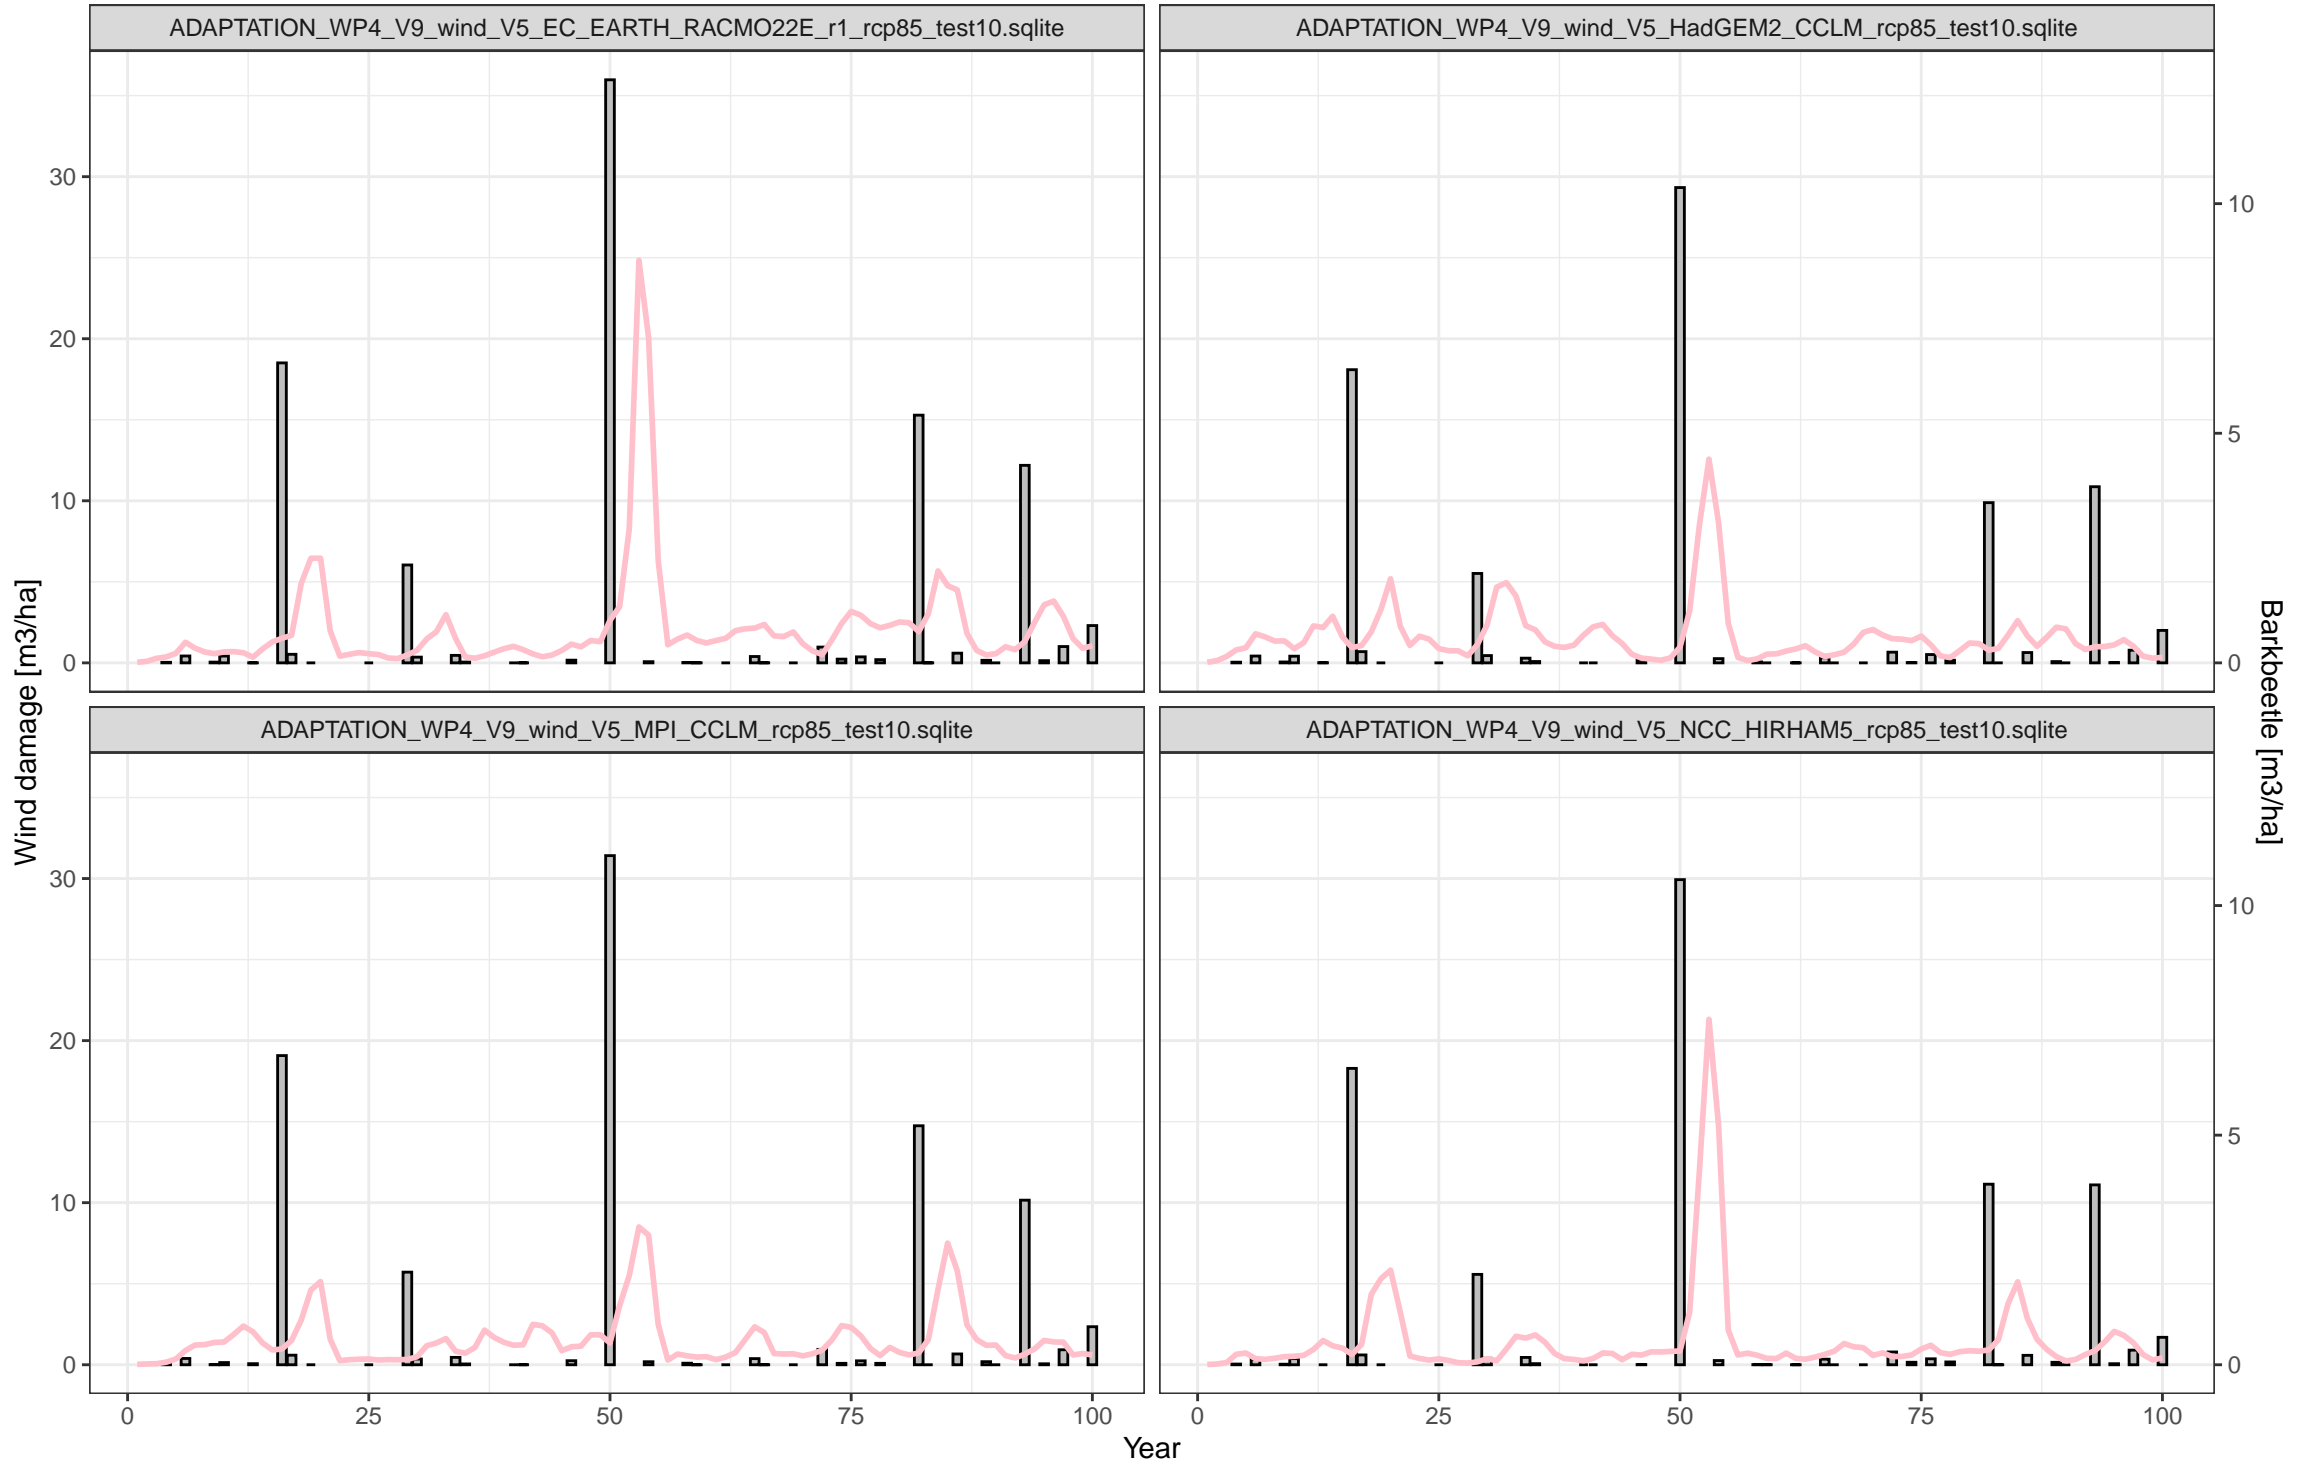 ADAPTATION_WP4_V9_wind_V5_EC_EARTH_RACMO22E_r1_rcp85_test10.sqlite
ADAPTATION_WP4_V9_wind_V5_HadGEM2_CCLM_rcp85_test10.sqlite
30
20
10
0
10
5
0
Wind damage [m3/ha]
Barkbeetle [m3/ha]
ADAPTATION_WP4_V9_wind_V5_MPI_CCLM_rcp85_test10.sqlite
ADAPTATION_WP4_V9_wind_V5_NCC_HIRHAM5_rcp85_test10.sqlite
30
20
10
0
10
5
0
0 25 50 75 100
0 25 50 75 100
Year